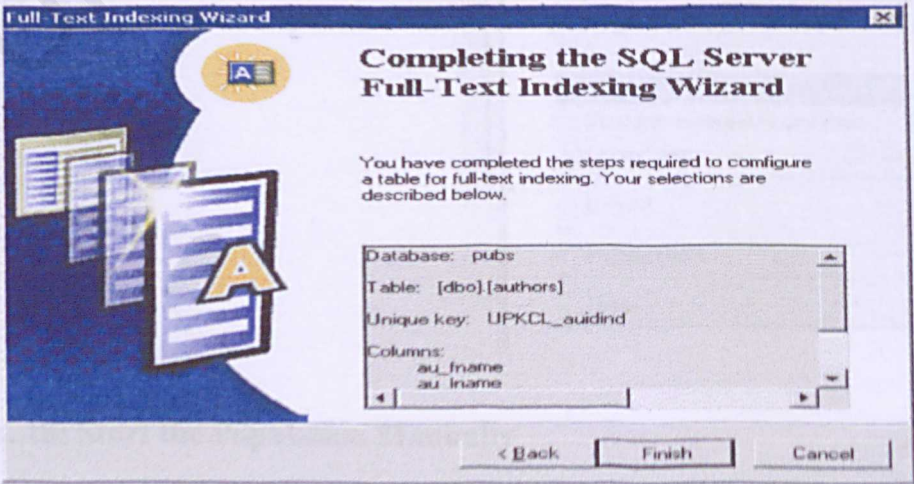 Full-Text Indexing Wizard
A
Completing the SQL Server
Full-Text Indexing Wizard
You have completed the steps required to comfigure
a table for full-text indexing. Your selections are
described below.
A
Database: pubs
Table: [dbo].[authors]
Unique key: UPKCL_auidind
Columns:
au_fname
au_lname
< Back
Finish
Cancel